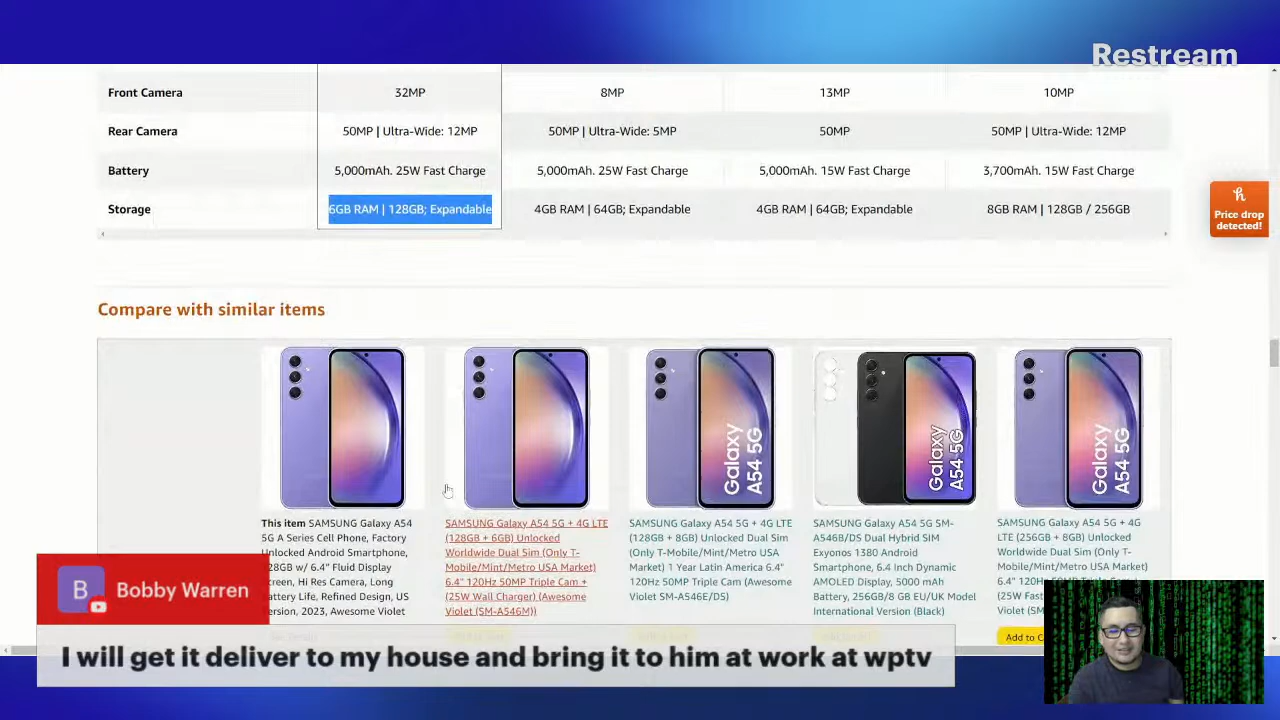 Restream
Front Camera 32MP 8MP 13MP 10MP
Rear Camera 50MP | Ultra-Wide: 12MP 50MP | Ultra-Wide: 5MP 50MP 50MP | Ultra-Wide: 12MP
Battery 5,000mAh. 25W Fast Charge 5,000mAh. 25W Fast Charge 5,000mAh. 15W Fast Charge 3,700mAh. 15W Fast Charge
Storage 6GB RAM | 128GB; Expandable 4GB RAM | 64GB; Expandable 4GB RAM | 64GB; Expandable 8GB RAM | 128GB / 256GB
Price drop
detected!
Compare with similar items
Galaxy
A54 5G
Galaxy
A54 5G
Galaxy
A54 5G
This item SAMSUNG Galaxy A54
5G A Series Cell Phone, Factory
Unlocked Android Smartphone,
128GB w/ 6.4" Fluid Display
Screen, Hi Res Camera, Long
Battery Life, Refined Design, US
Version, 2023, Awesome Violet
SAMSUNG Galaxy A54 5G + 4G LTE
(128GB + 6GB) Unlocked
Worldwide Dual Sim (Only T-
Mobile/Mint/Metro USA Market)
6.4" 120Hz 50MP Triple Cam +
(25W Wall Charger) (Awesome
Violet (SM-A546M))
SAMSUNG Galaxy A54 5G + 4G LTE
(128GB + 8GB) Unlocked Dual Sim
(Only T-Mobile/Mint/Metro USA
Market) 1 Year Latin America 6.4"
120Hz 50MP Triple Cam (Awesome
Violet SM-A546E/DS)
SAMSUNG Galaxy A54 5G SM-
A546B/DS Dual Hybrid SIM
Exyonos 1380 Android
Smartphone, 6.4 Inch Dynamic
AMOLED Display, 5000 mAh
Battery, 256GB/8 GB EU/UK Model
International Version (Black)
SAMSUNG Galaxy A54 5G + 4G
LTE (256GB + 8GB) Unlocked
Worldwide Dual Sim (Only T-
Mobile/Mint/Metro USA Market)
6.4" 120Hz 50MP Triple
(25W Fast
Violet (SM-
Add to
B
Bobby Warren
I will get it deliver to my house and bring it to him at work at wptv